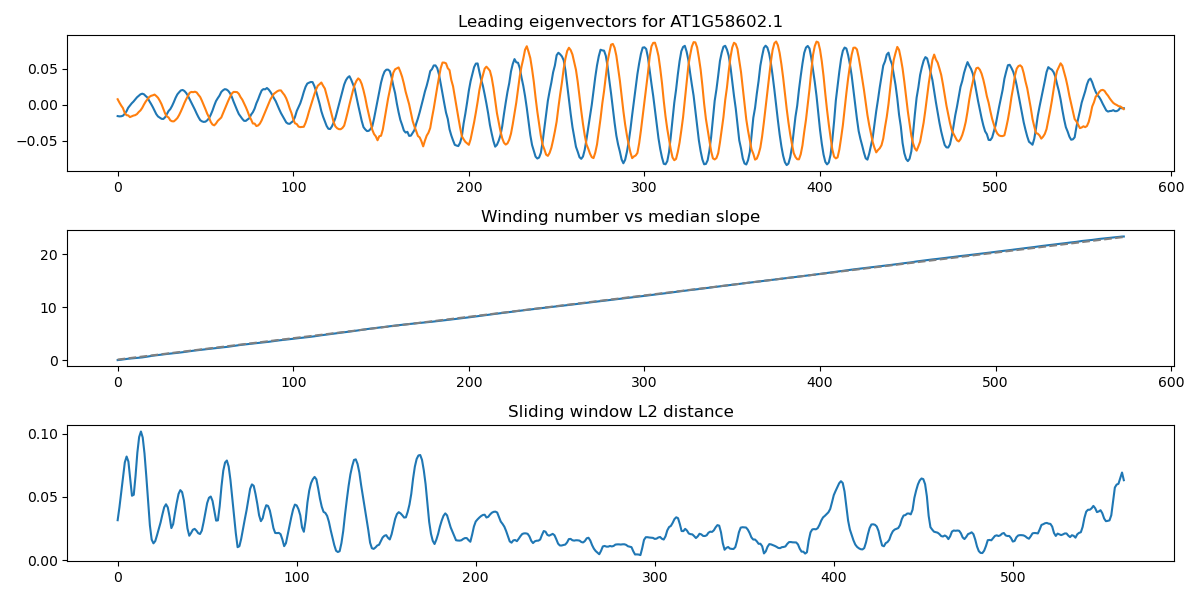 Leading eigenvectors for AT1G58602.1
0.05
0.00
−0.05
0 100 200 300 400 500 600
Winding number vs median slope
20
10
0
0 100 200 300 400 500 600
Sliding window L2 distance
0.10
0.05
0.00
0 100 200 300 400 500